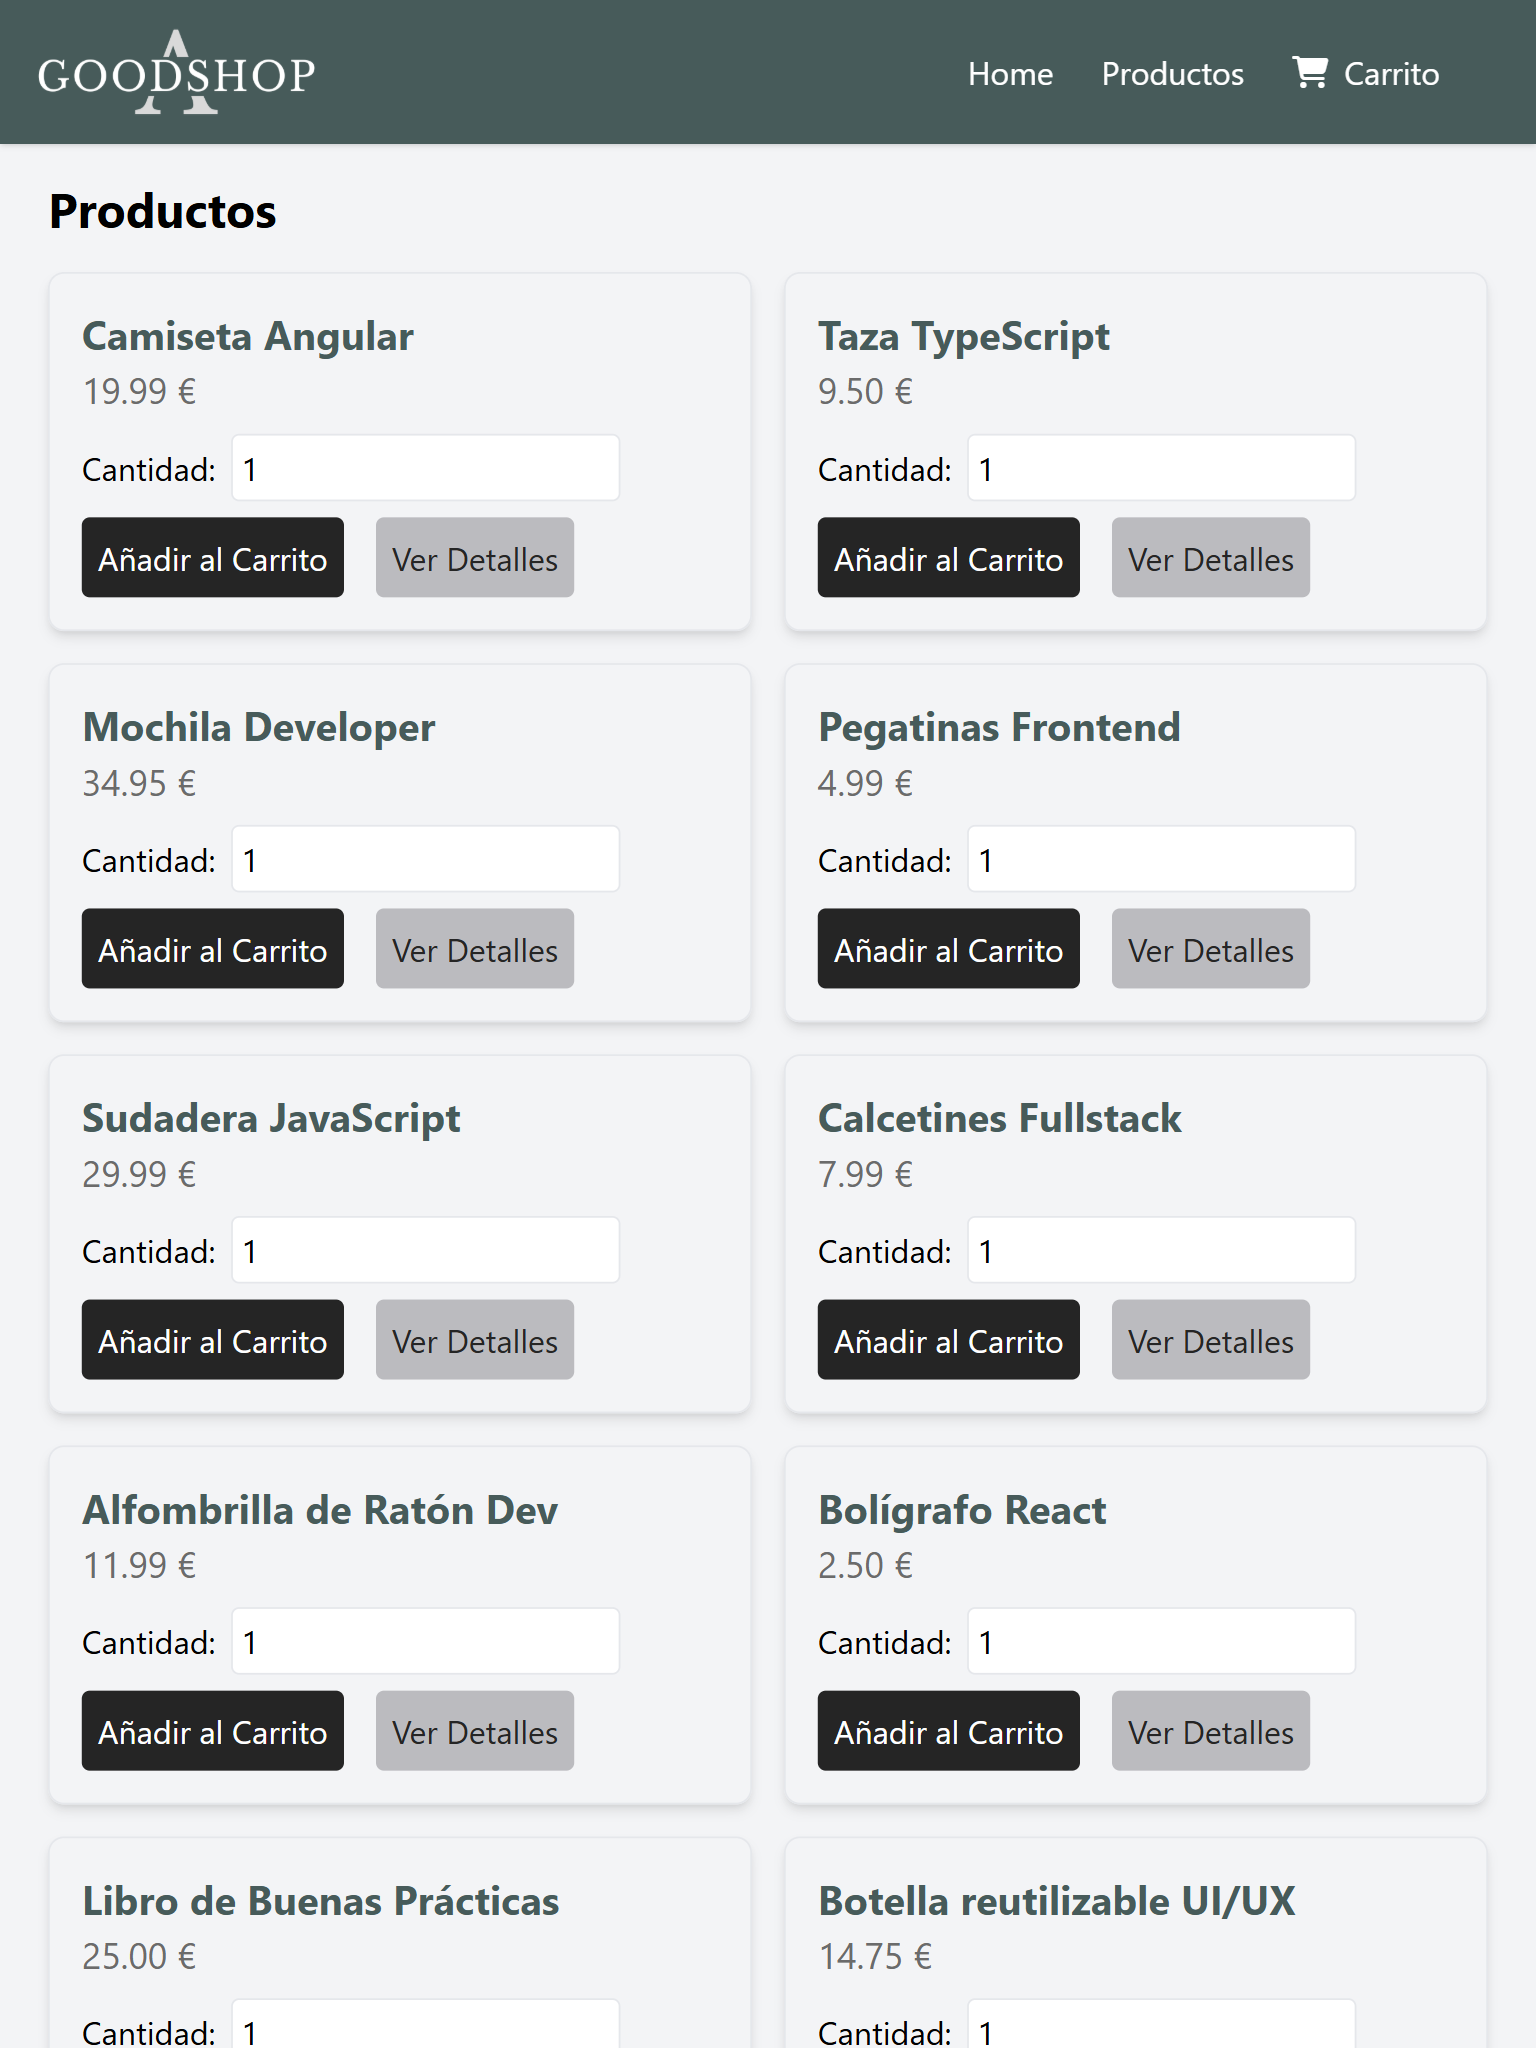 GOODSHOP
A
Home Productos Carrito
Productos
Camiseta Angular
19.99 €
Cantidad: 1
Añadir al Carrito Ver Detalles
Taza TypeScript
9.50 €
Cantidad: 1
Añadir al Carrito Ver Detalles
Mochila Developer
34.95 €
Cantidad: 1
Añadir al Carrito Ver Detalles
Pegatinas Frontend
4.99 €
Cantidad: 1
Añadir al Carrito Ver Detalles
Sudadera JavaScript
29.99 €
Cantidad: 1
Añadir al Carrito Ver Detalles
Calcetines Fullstack
7.99 €
Cantidad: 1
Añadir al Carrito Ver Detalles
Alfombrilla de Ratón Dev
11.99 €
Cantidad: 1
Añadir al Carrito Ver Detalles
Bolígrafo React
2.50 €
Cantidad: 1
Añadir al Carrito Ver Detalles
Libro de Buenas Prácticas
25.00 €
Cantidad: 1
Botella reutilizable UI/UX
14.75 €
Cantidad: 1